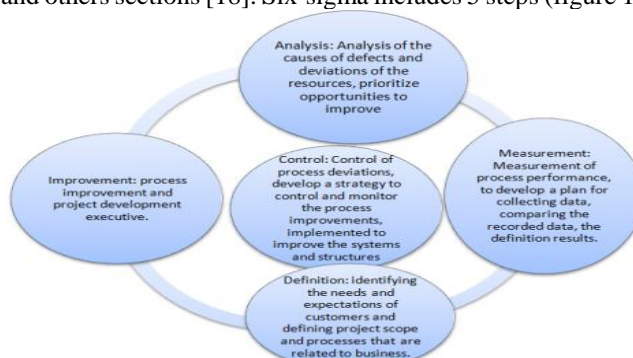 and others sections [18]. Six-sigma includes 5 steps (figure 1
Analysis: Analysis of the
causes of defects and
deviations of the
resources, prioritize
opportunities to
improve
Improvement: process
improvement and
project development
executive.
Control: Control of
process deviations,
develop a strategy to
control and monitor
the process
improvements,
implemented to
improve the systems
and structures
Measurement:
Measurement of
process performance,
to develop a plan for
collecting data,
comparing the
recorded data, the
definition results.
Definition: identifying
the needs and
expectations of
customers and
defining project scope
and processes that are
related to business.